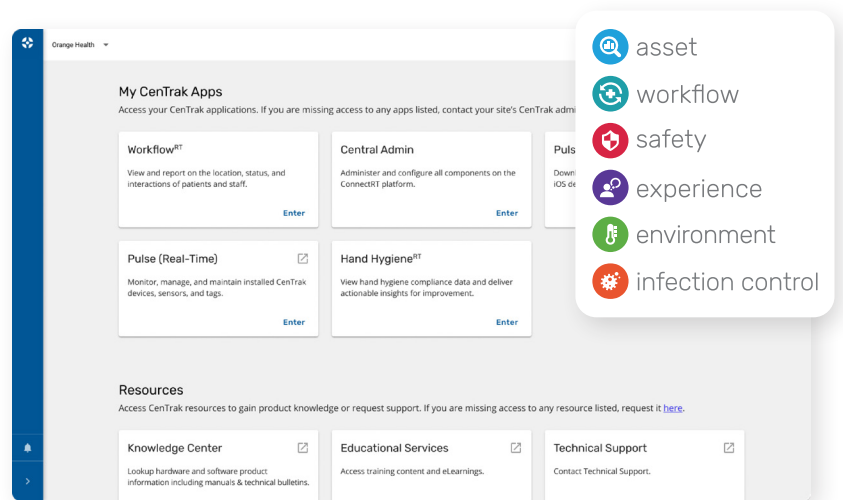 Orange Health
My CenTrak Apps
Access your CenTrak applications. If you are missing access to any apps listed, contact your site's CenTrak
WorkflowRT
View and report on the location, status, and
interactions of patients and staff.
Enter
Central Admin
Administer and configure all components on the
ConnectRT platform.
Enter
Pulse (Real-Time)
Monitor, manage, and maintain installed CenTrak
devices, sensors, and tags.
Enter
Hand HygieneRT
View hand hygiene compliance data and deliver
actionable insights for improvement.
Enter
asset
workflow
safety
experience
environment
infection control
Resources
Access CenTrak resources to gain product knowledge or request support. If you are missing access to any resource listed, request it here.
Knowledge Center
Lookup hardware and software product
information including manuals & technical bulletins.
Educational Services
Access training content and eLearnings.
Technical Support
Contact Technical Support.